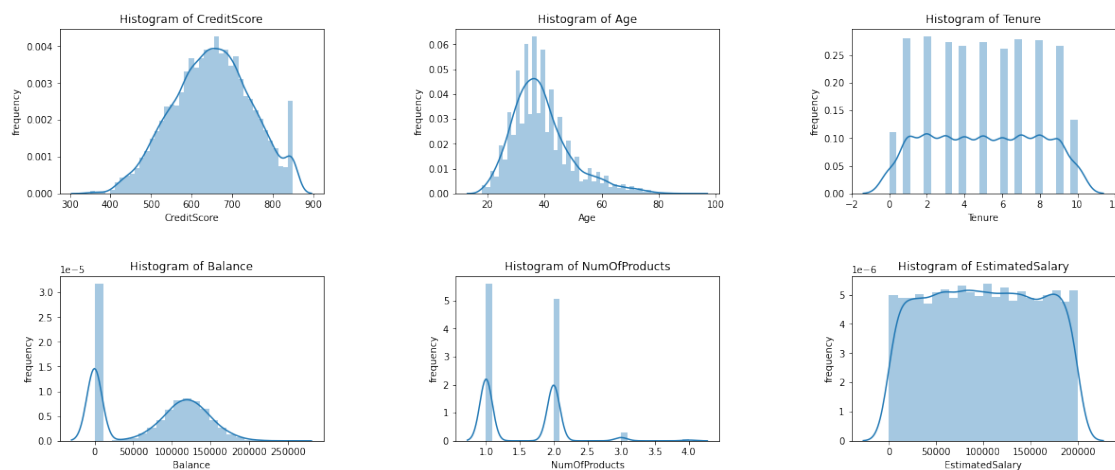 Histogram of CreditScore
frequency
0.004
0.003
0.002
0.001
0.000
300 400 500 600 700 800 900
CreditScore
Histogram of Age
frequency
0.06
0.05
0.04
0.03
0.02
0.01
0.00
20 40 60 80 100
Age
Histogram of Tenure
frequency
0.25
0.20
0.15
0.10
0.05
0.00
−2 0 2 4 6 8 10
Tenure
Histogram of Balance
1e−5
frequency
3.0
2.5
2.0
1.5
1.0
0.5
0.0
0 50000 100000 150000 200000 250000
Balance
Histogram of NumOfProducts
frequency
5
4
3
2
1
0
1.0 1.5 2.0 2.5 3.0 3.5 4.0
NumOfProducts
Histogram of EstimatedSalary
1e−6
frequency
5
4
3
2
1
0
0 50000 100000 150000 200000
EstimatedSalary